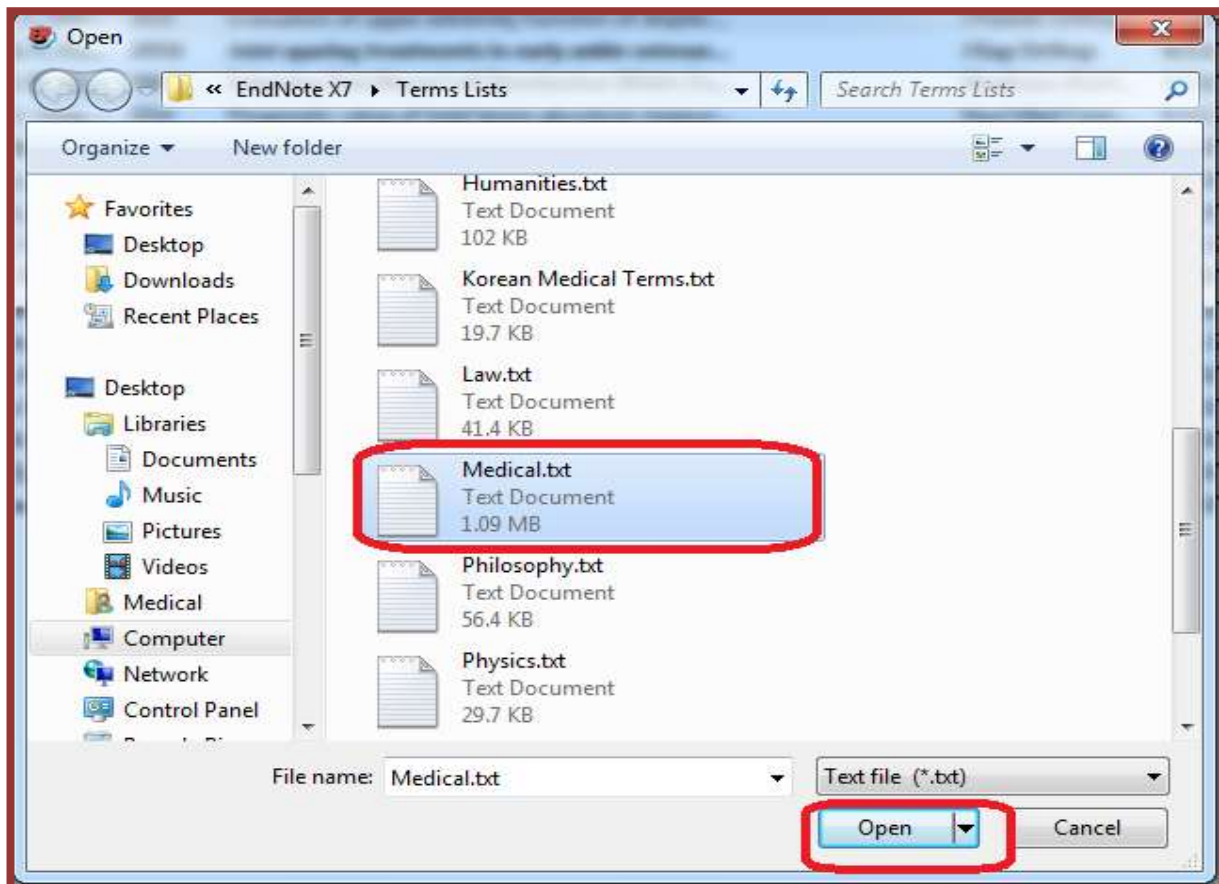 Open
« EndNote X7 ▸ Terms Lists
Search Terms Lists
Organize
New folder
Favorites
Desktop
Downloads
Recent Places
Desktop
Libraries
Documents
Music
Pictures
Videos
Medical
Computer
Network
Control Panel
Humanities.txt
Text Document
102 KB
Korean Medical Terms.txt
Text Document
19.7 KB
Law.txt
Text Document
41.4 KB
Medical.txt
Text Document
1.09 MB
Philosophy.txt
Text Document
56.4 KB
Physics.txt
Text Document
29.7 KB
File name: Medical.txt
Text file (*.txt)
Open
Cancel